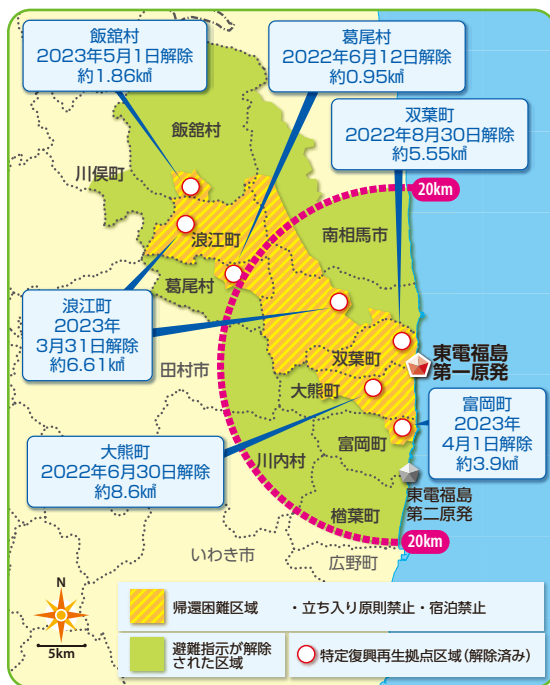 飯舘村
2023年5月1日解除
約1.86㎢
葛尾村
2022年6月12日解除
約0.95㎢
双葉町
2022年8月30日解除
約5.55㎢
飯舘村
川俣町
20km
南相馬市
浪江町
葛尾村
浪江町
2023年
3月31日解除
約6.61㎢
田村市
双葉町
東電福島
第一原発
大熊町
富岡町
2023年
4月1日解除
約3.9㎢
大熊町
2022年6月30日解除
約8.6㎢
富岡町
川内村
東電福島
第二原発
楢葉町
20km
いわき市
広野町
N
5km
帰還困難区域 ・立ち入り原則禁止・宿泊禁止
避難指示が解除
された区域
特定復興再生拠点区域(解除済み)